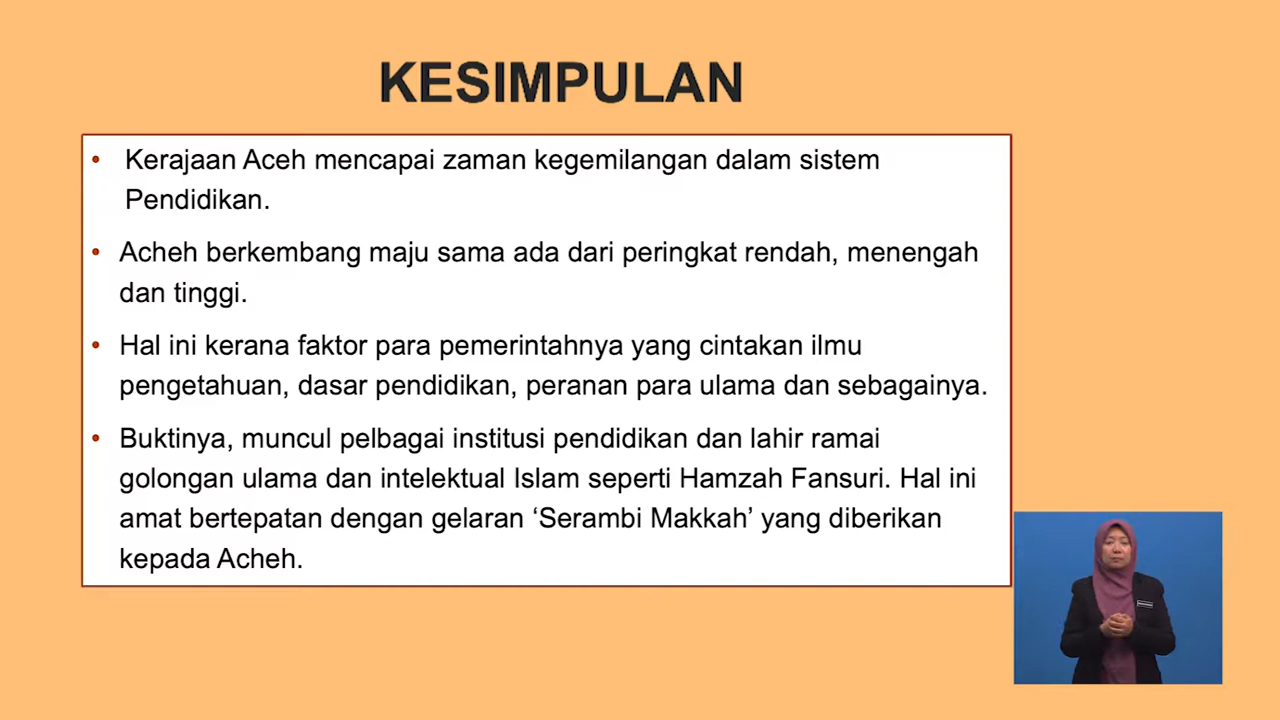 KESIMPULAN
• Kerajaan Aceh mencapai zaman kegemilangan dalam sistem
Pendidikan.
• Acheh berkembang maju sama ada dari peringkat rendah, menengah
dan tinggi.
• Hal ini kerana faktor para pemerintahnya yang cintakan ilmu
pengetahuan, dasar pendidikan, peranan para ulama dan sebagainya.
• Buktinya, muncul pelbagai institusi pendidikan dan lahir ramai
golongan ulama dan intelektual Islam seperti Hamzah Fansuri. Hal ini
amat bertepatan dengan gelaran ‘Serambi Makkah’ yang diberikan
kepada Acheh.